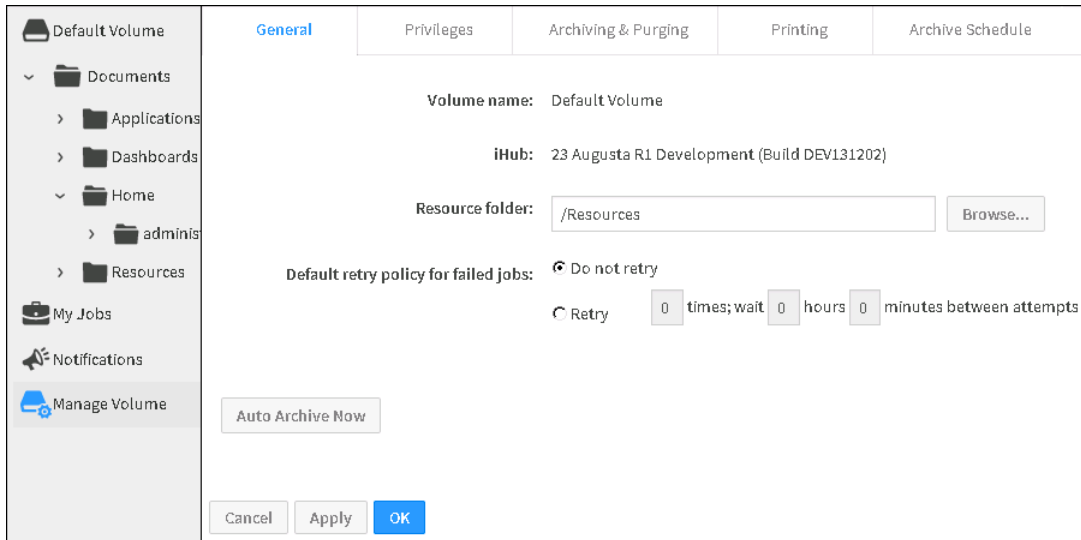 Default Volume
Documents
Applications
Dashboards
Home
adminis
Resources
My Jobs
Notifications
Manage Volume
General Privileges Archiving & Purging Printing Archive Schedule
Volume name: Default Volume
iHub: 23 Augusta R1 Development (Build DEV131202)
Resource folder: /Resources Browse...
Default retry policy for failed jobs: Do not retry
Retry 0 times; wait 0 hours 0 minutes between attempts
Auto Archive Now
Cancel Apply OK